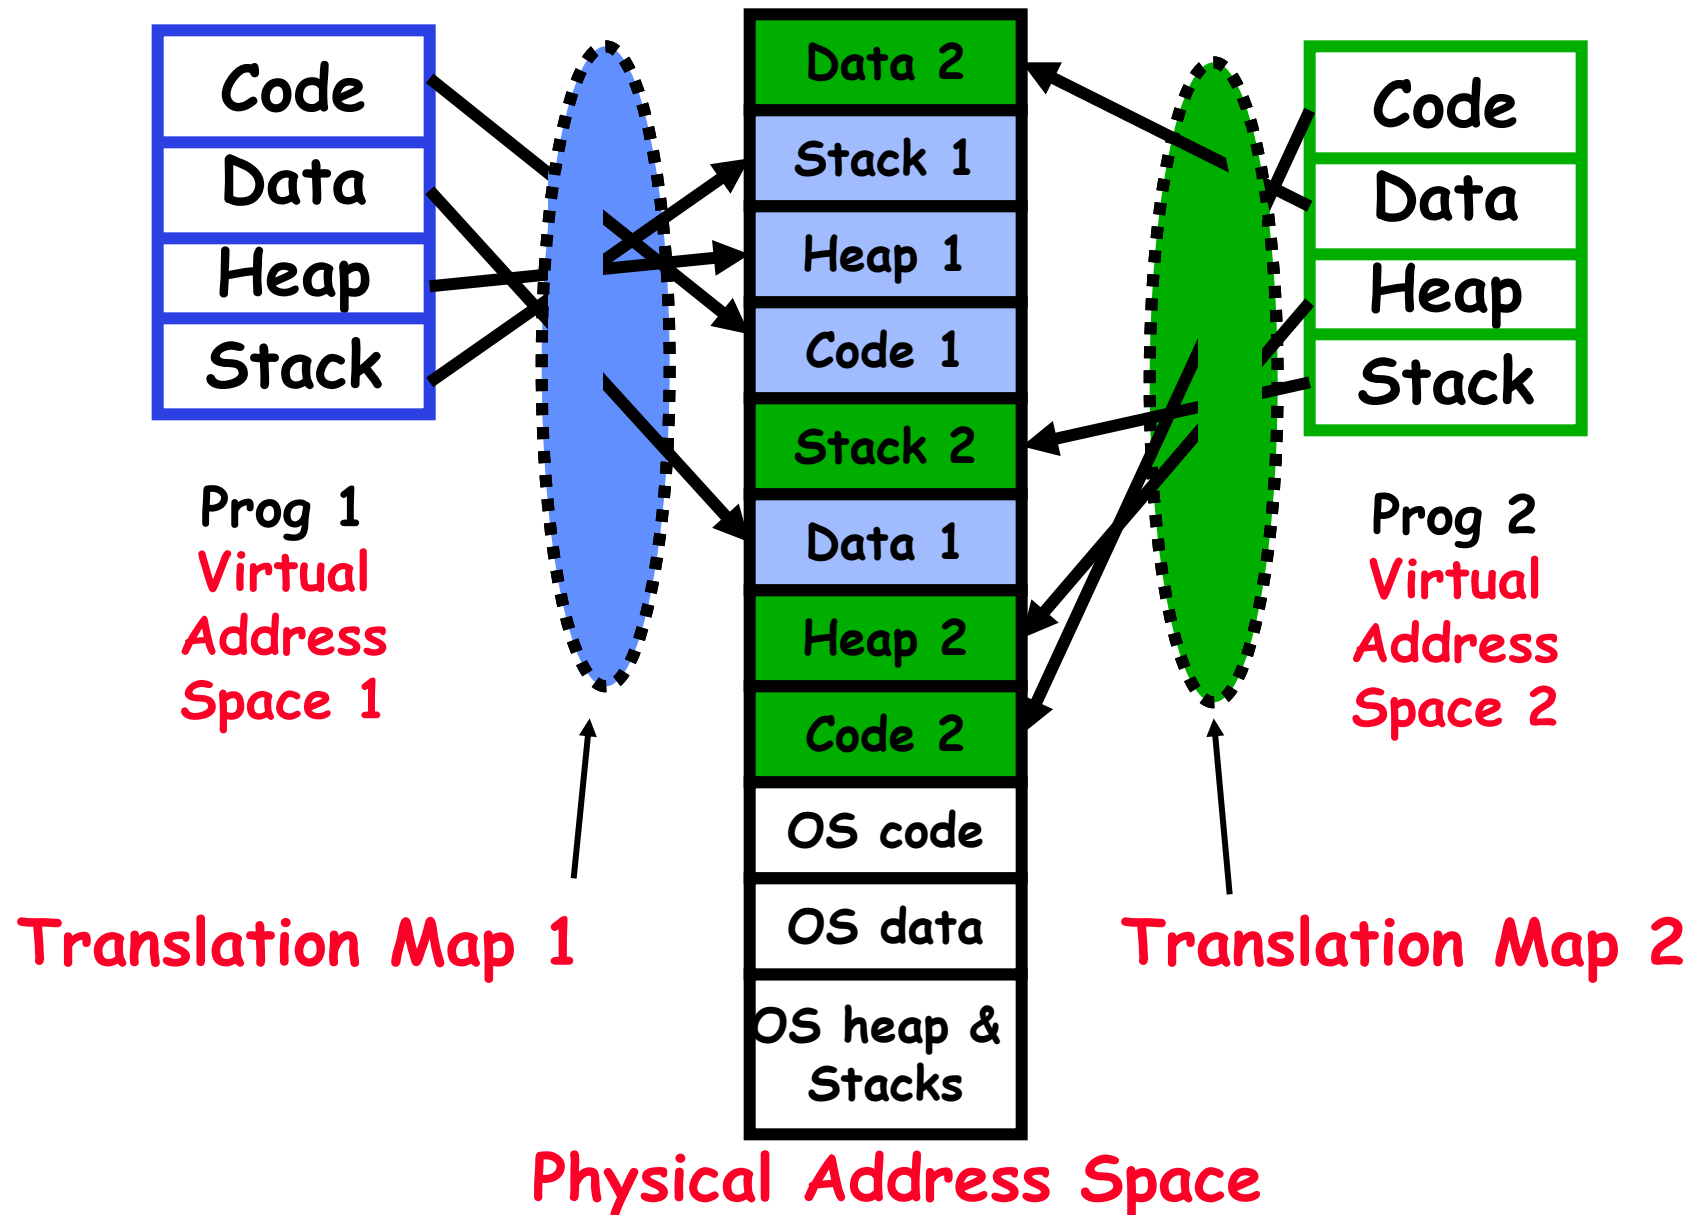 Code
Data
Heap
Stack
Prog 1
Virtual
Address
Space 1
Translation Map 1
Data 2
Stack 1
Heap 1
Code 1
Stack 2
Data 1
Heap 2
Code 2
OS code
OS data
OS heap &
Stacks
Physical Address Space
Code
Data
Heap
Stack
Prog 2
Virtual
Address
Space 2
Translation Map 2